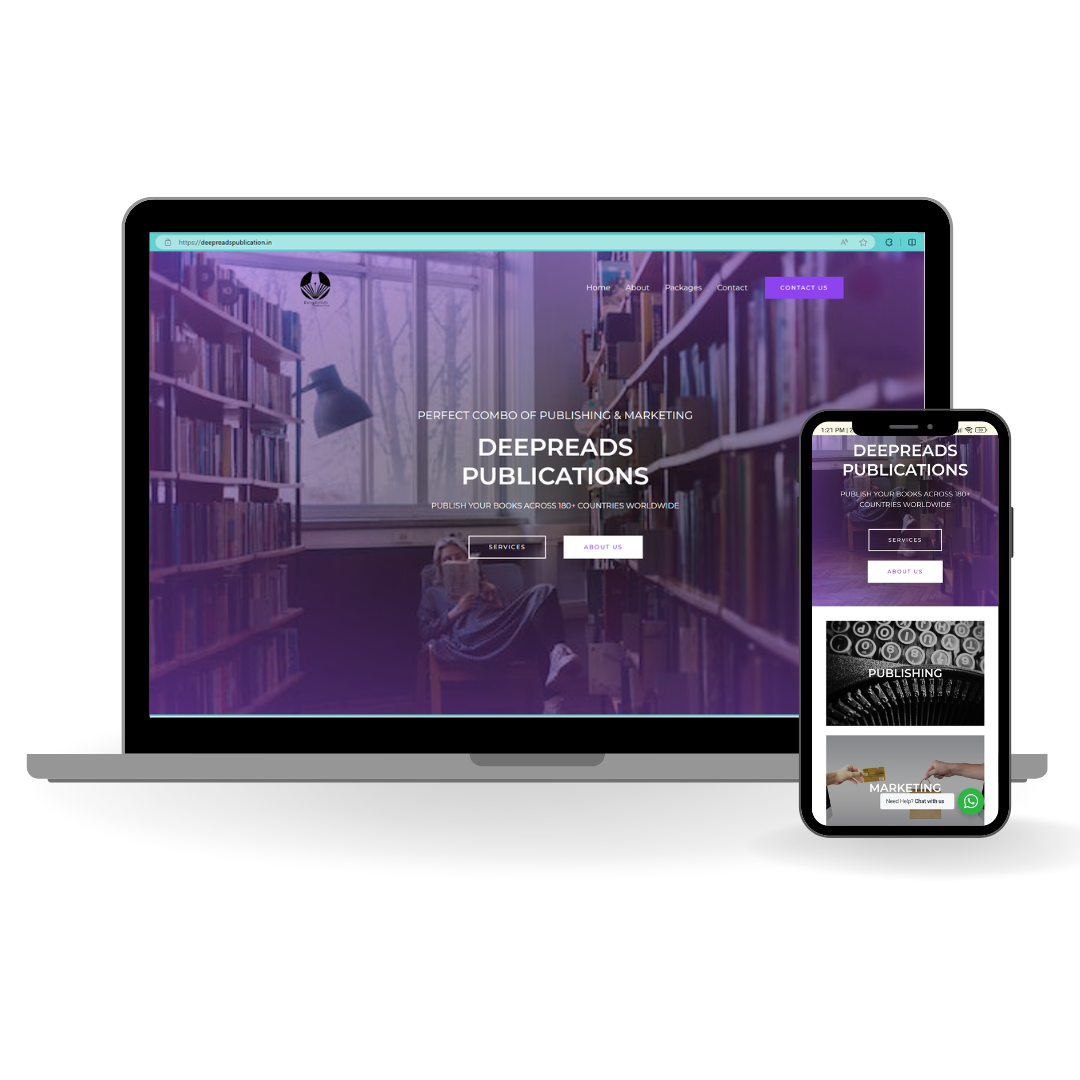 https://deepreadspublication.in
Home About Packages Contact CONTACT US
PERFECT COMBO OF PUBLISHING & MARKETING
DEEPREADS
PUBLICATIONS
PUBLISH YOUR BOOKS ACROSS 180+ COUNTRIES WORLDWIDE
SERVICES ABOUT US
1:21 PM
DEEPREADS
PUBLICATIONS
PUBLISH YOUR BOOKS ACROSS 180+
COUNTRIES WORLDWIDE
SERVICES
ABOUT US
PUBLISHING
MARKETING
Need Help? Chat with us